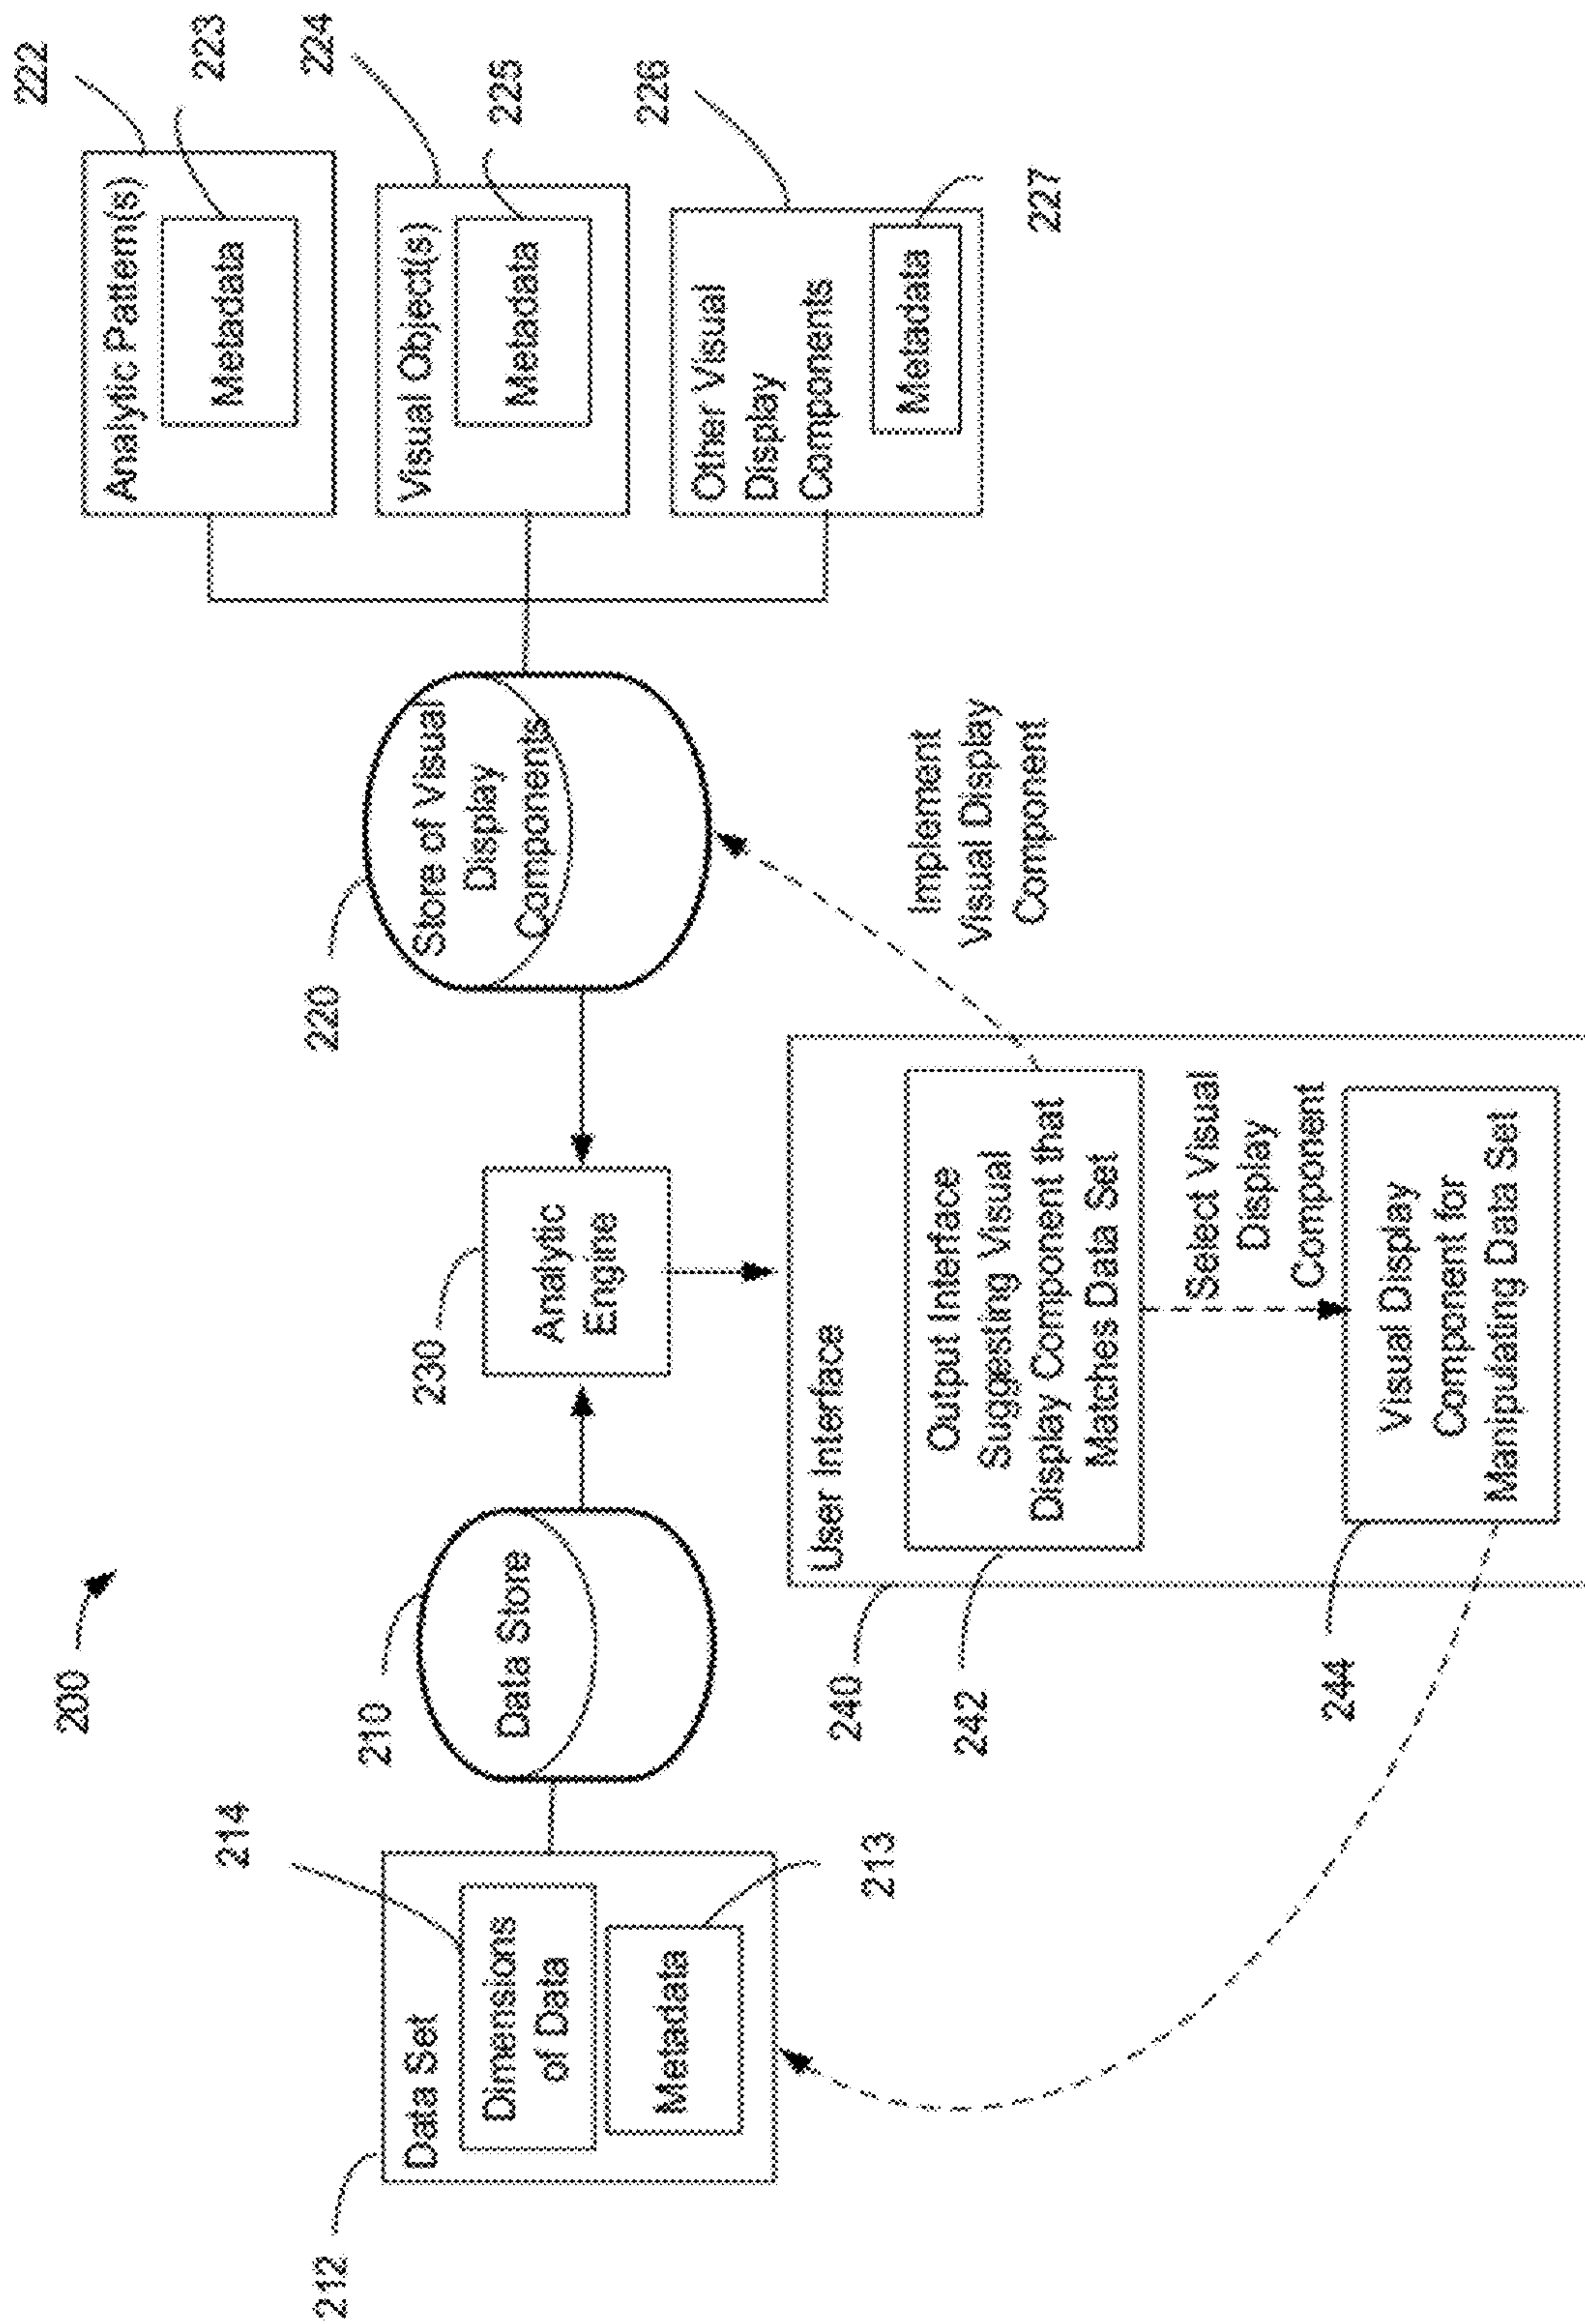 200
212
Data Set
214
Dimensions
of Data
Metadata
213
210
Data Store
230
Analytic
Engine
220
Store of Visual
Display
Components
222
Analytic Pattern(s)
223
Metadata
224
Visual Object(s)
225
Metadata
226
Other Visual
Display
Components
Metadata
227
240
User Interface
242
Output Interface
Suggesting Visual
Display Component that
Matches Data Set
Select Visual
Display
Component
244
Visual Display
Component for
Manipulating Data Set
Implement
Visual Display
Component